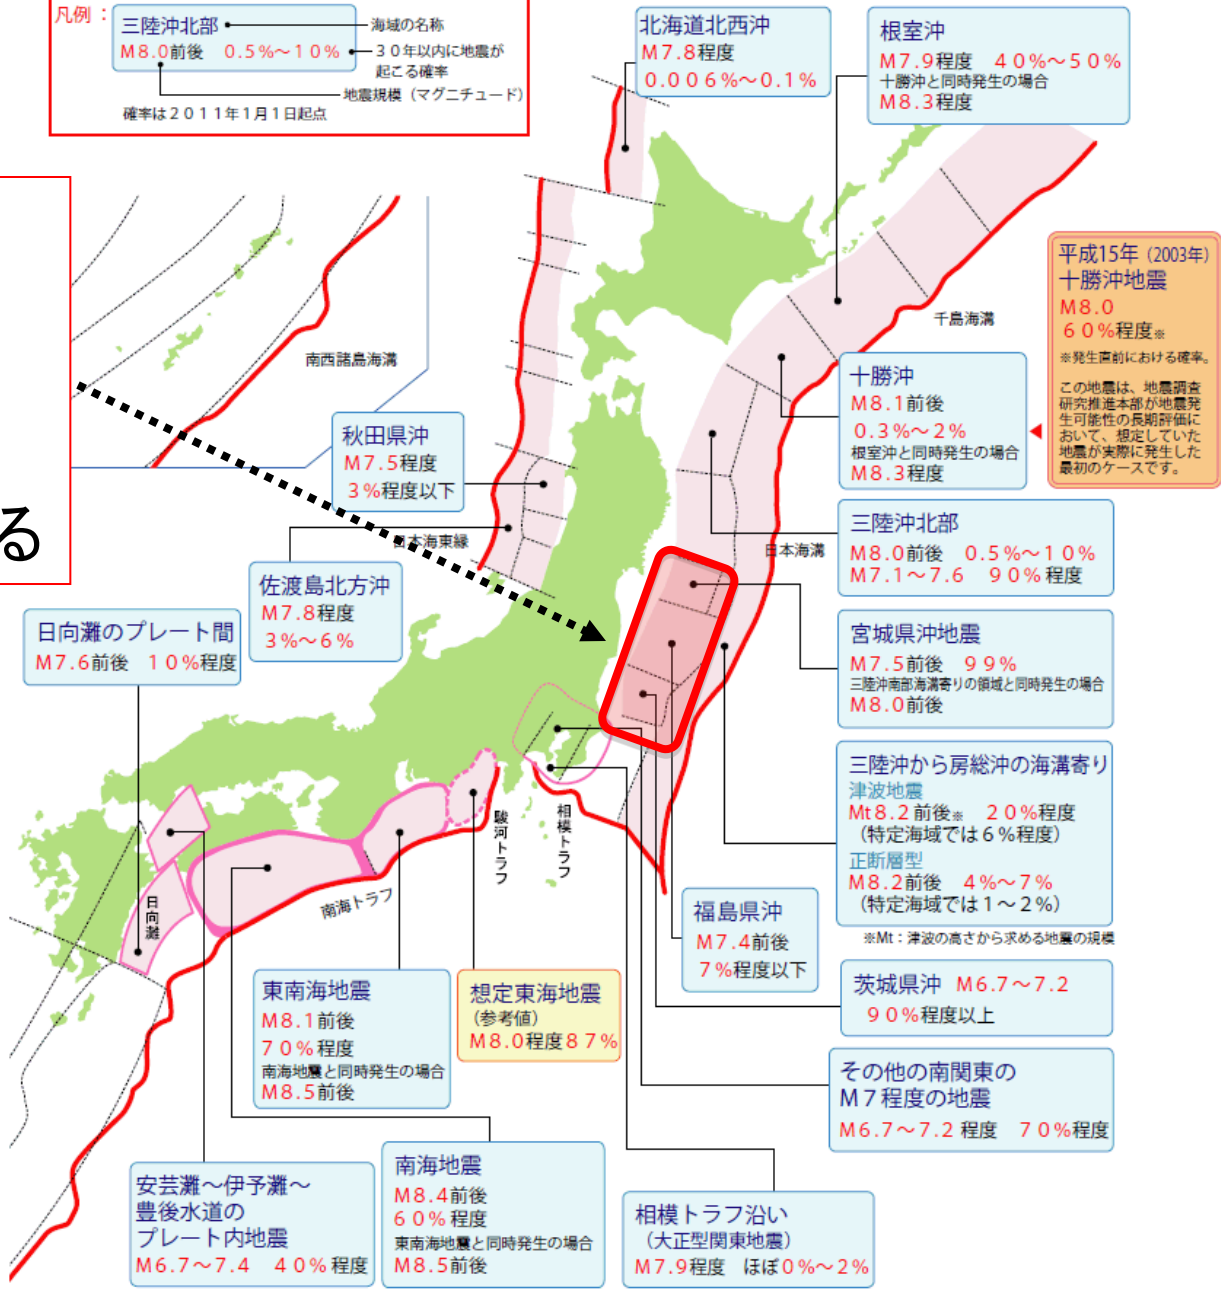 凡例：
三陸沖北部
M8.0前後　0.5%～10%
海域の名称
30年以内に地震が
起こる確率
地震規模（マグニチュード）
確率は2011年1月1日起点
北海道北西沖
M7.8程度
0.006%～0.1%
根室沖
M7.9程度　40%～50%
十勝沖と同時発生の場合
M8.3程度
平成15年（2003年）
十勝沖地震
M8.0
60%程度※
※発生直前における確率。
この地震は、地震調査
研究推進本部が地震発
生可能性の長期評価に
おいて、想定していた
地震が実際に発生した
最初のケースです。
千島海溝
南西諸島海溝
十勝沖
M8.1前後
0.3%～2%
根室沖と同時発生の場合
M8.3程度
秋田県沖
M7.5程度
3%程度以下
る
日本海東縁
日本海溝
三陸沖北部
M8.0前後　0.5%～10%
M7.1～7.6　90%程度
佐渡島北方沖
M7.8程度
3%～6%
日向灘のプレート間
M7.6前後　10%程度
宮城県沖地震
M7.5前後　99%
三陸沖南部海溝寄りの領域と同時発生の場合
M8.0前後
三陸沖から房総沖の海溝寄り
津波地震
Mt8.2前後※　20%程度
（特定海域では6%程度）
正断層型
M8.2前後　4%～7%
（特定海域では1～2%）
※Mt：津波の高さから求める地震の規模
駿河トラフ
相模トラフ
南海トラフ
日向灘
福島県沖
M7.4前後
7%程度以下
茨城県沖　M6.7～7.2
90%程度以上
東南海地震
M8.1前後
70%程度
南海地震と同時発生の場合
M8.5前後
想定東海地震
（参考値）
M8.0程度87%
その他の南関東の
M7程度の地震
M6.7～7.2程度　70%程度
安芸灘～伊予灘～
豊後水道の
プレート内地震
M6.7～7.4　40%程度
南海地震
M8.4前後
60%程度
東南海地震と同時発生の場合
M8.5前後
相模トラフ沿い
（大正型関東地震）
M7.9程度　ほぼ0%～2%